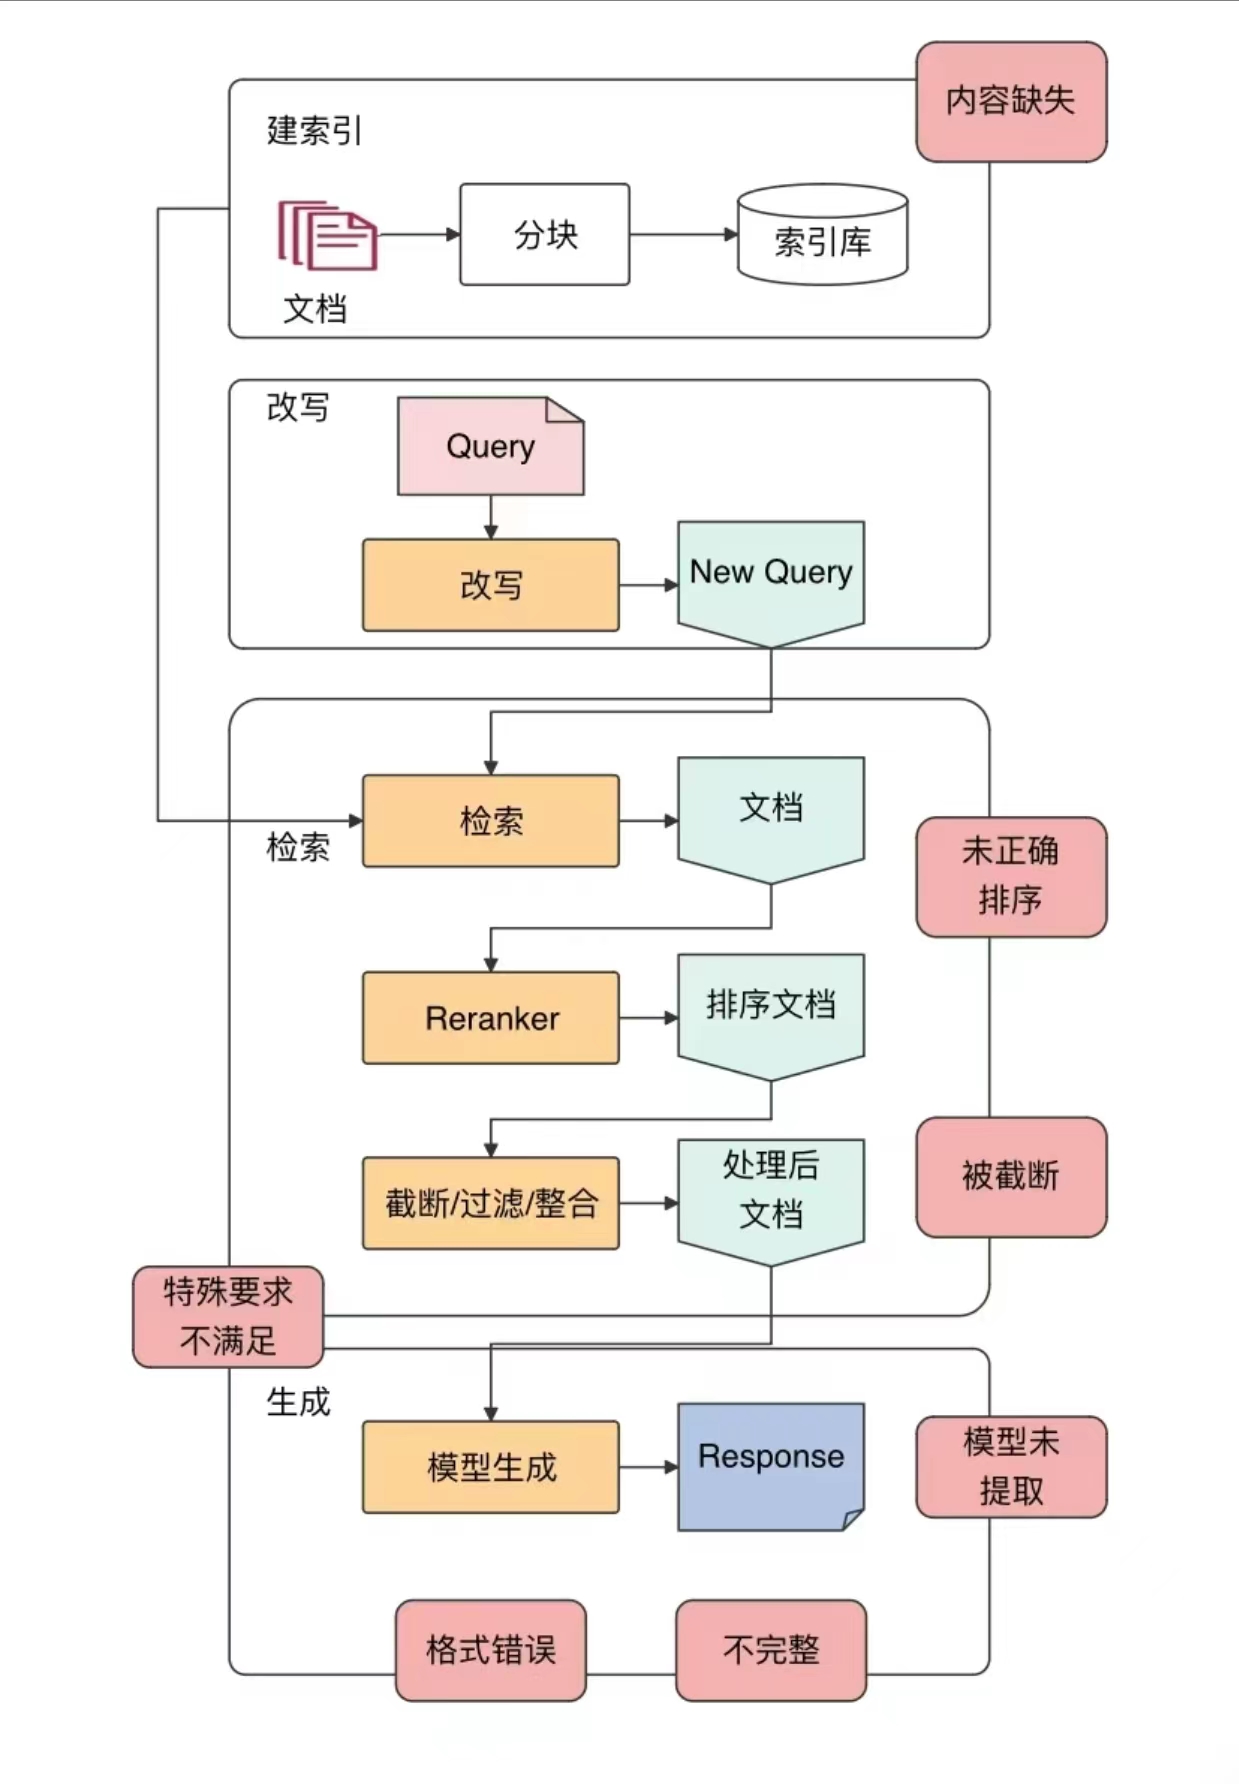 内容缺失
建索引
分块
索引库
文档
改写
Query
改写
New Query
检索
文档
检索
未正确
排序
Reranker
排序文档
截断/过滤/整合
处理后
文档
被截断
特殊要求
不满足
生成
模型生成
Response
模型未
提取
格式错误
不完整